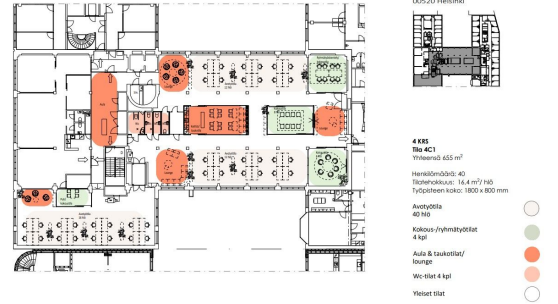 00520 Helsinki
4 KRS
Tila 4C1
Yhteensä 655 m²
Henkilömäärä: 40
Tilatehokkuus: 16,4 m²/ hlö
Työpisteen koko: 1800 x 800 mm
Avotyötila
40 hlö
Kokous-/ryhmätyötilat
4 kpl
Aula & taukotilat/
lounge
Wc-tilat 4 kpl
Yleiset tilat